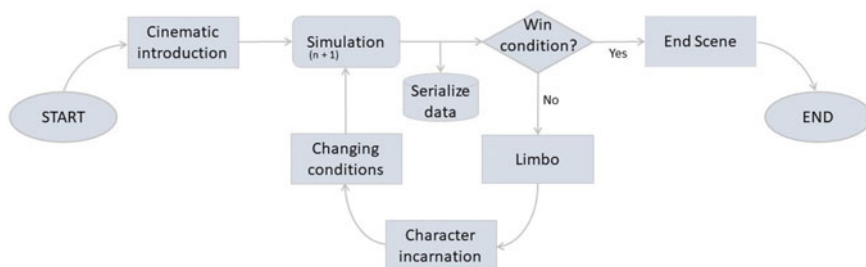 START
Cinematic
introduction
Simulation
(n + 1)
Serialize
data
Win
condition?
Yes
No
End Scene
END
Limbo
Character
incarnation
Changing
conditions